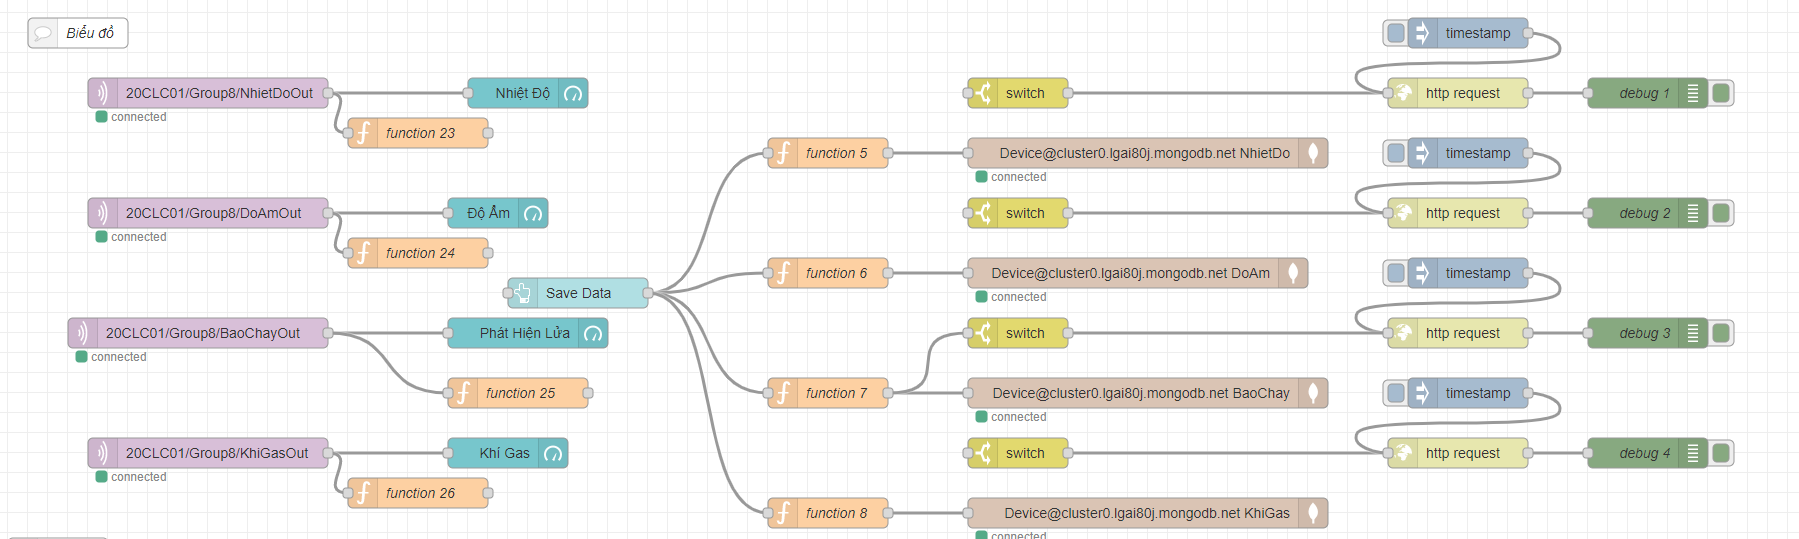 Biểu đồ
timestamp
20CLC01/Group8/NhietDoOut
Nhiệt Độ
switch
http request
debug 1
connected
function 23
function 5
Device@cluster0.lgai80j.mongodb.net NhietDo
timestamp
connected
20CLC01/Group8/DoAmOut
Độ Ẩm
switch
http request
debug 2
connected
function 24
function 6
Device@cluster0.lgai80j.mongodb.net DoAm
timestamp
Save Data
connected
20CLC01/Group8/BaoChayOut
Phát Hiện Lửa
switch
http request
debug 3
connected
function 25
function 7
Device@cluster0.lgai80j.mongodb.net BaoChay
timestamp
connected
20CLC01/Group8/KhiGasOut
Khí Gas
switch
http request
debug 4
connected
function 26
function 8
Device@cluster0.lgai80j.mongodb.net KhiGas
connected